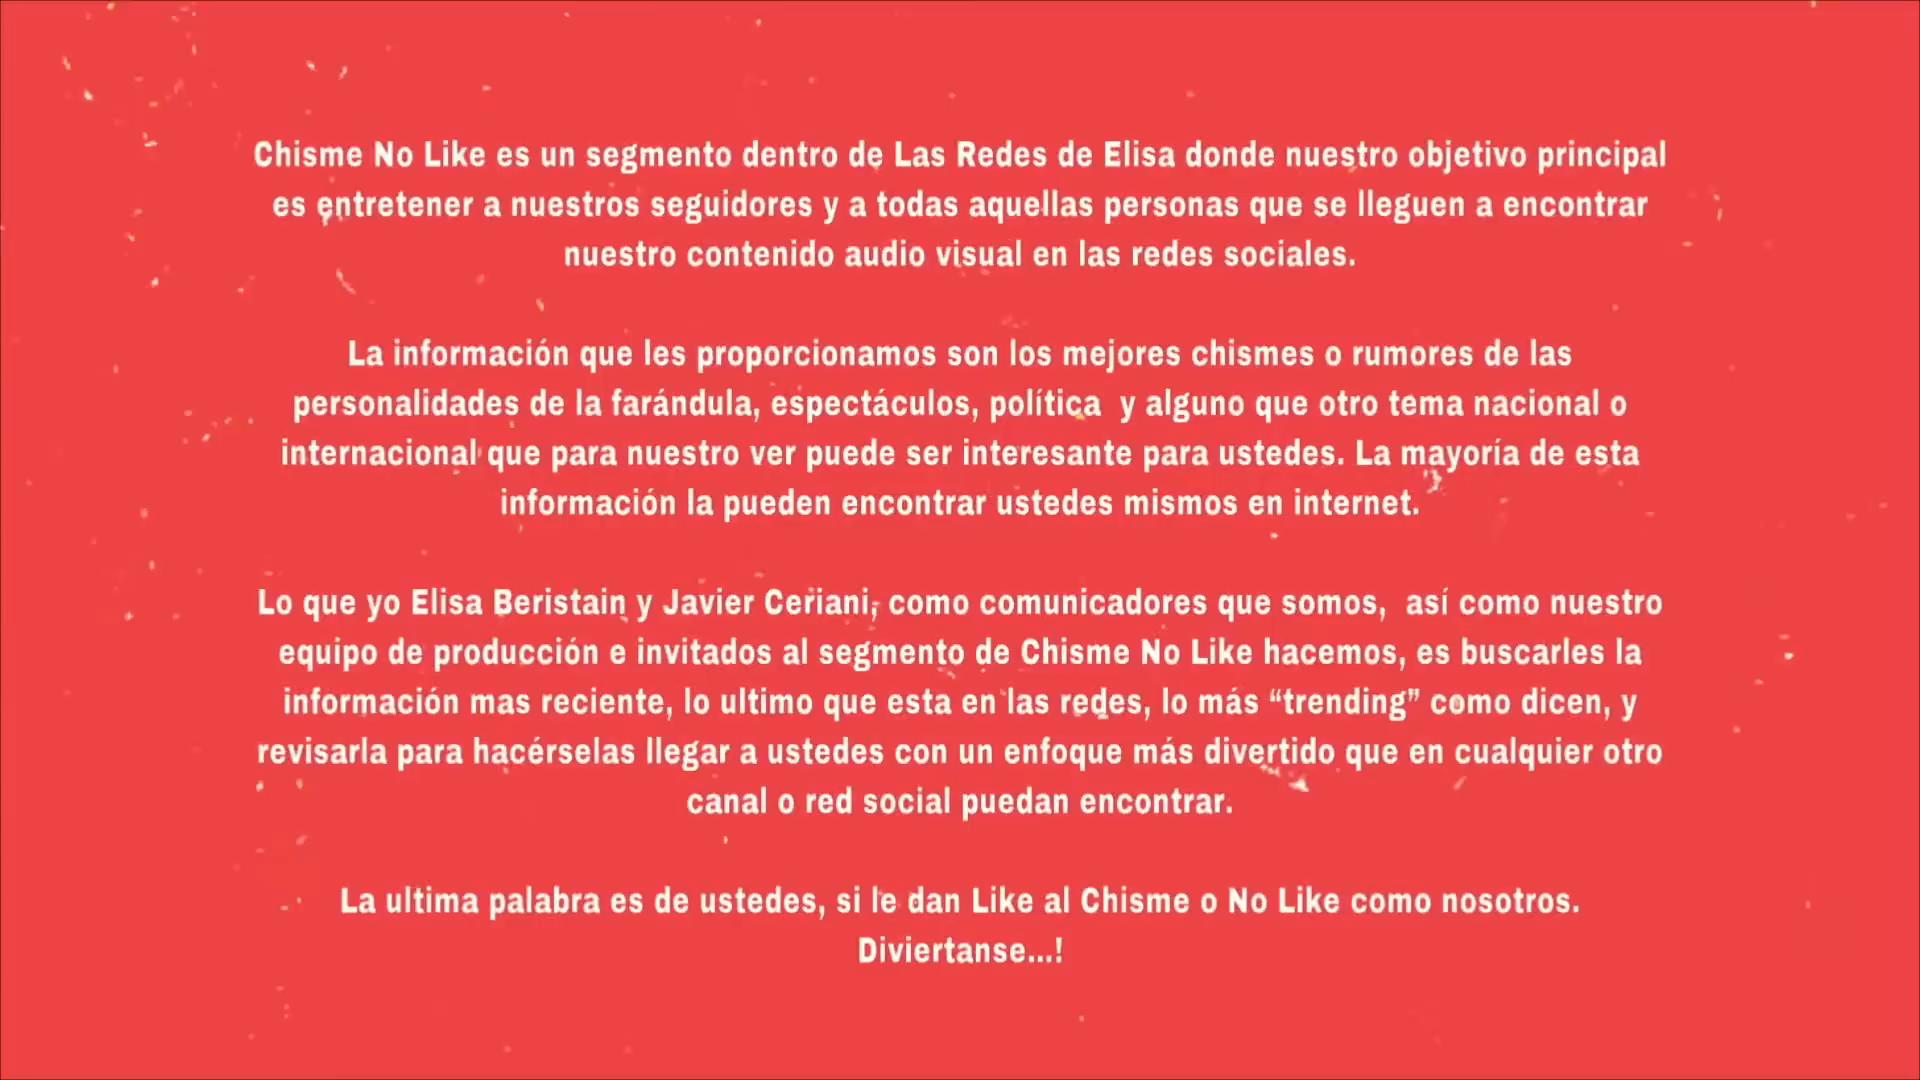 Chisme No Like es un segmento dentro de Las Redes de Elisa donde nuestro objetivo principal
es entretener a nuestros seguidores y a todas aquellas personas que se lleguen a encontrar
nuestro contenido audio visual en las redes sociales.
La información que les proporcionamos son los mejores chismes o rumores de las
personalidades de la farándula, espectáculos, política  y alguno que otro tema nacional o
internacional que para nuestro ver puede ser interesante para ustedes. La mayoría de esta
información la pueden encontrar ustedes mismos en internet.
Lo que yo Elisa Beristain y Javier Ceriani, como comunicadores que somos,  así como nuestro
equipo de producción e invitados al segmento de Chisme No Like hacemos, es buscarles la
información mas reciente, lo ultimo que esta en las redes, lo más “trending” como dicen, y
revisarla para hacérselas llegar a ustedes con un enfoque más divertido que en cualquier otro
canal o red social puedan encontrar.
La ultima palabra es de ustedes, si le dan Like al Chisme o No Like como nosotros.
Diviertanse...!